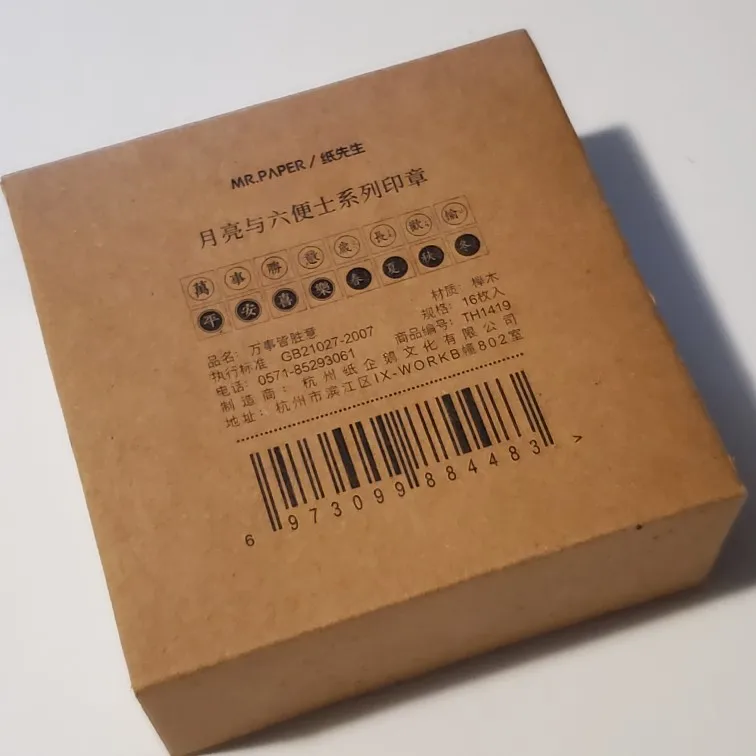 MR.PAPER / 纸先生
月亮与六便士系列印章
萬 事 勝 意 歲 長 歡 愉
平 安 喜 樂 春 夏 秋 冬
品名: 万事皆胜意 材质: 榉木
执行标准 GB21027-2007 规格: 16枚入
电话: 0571-85293061 商品编号: TH1419
制造商: 杭州纸企鹅文化有限公司
地址: 杭州市滨江区IX-WORKB幢802室
6 973099 884483 >